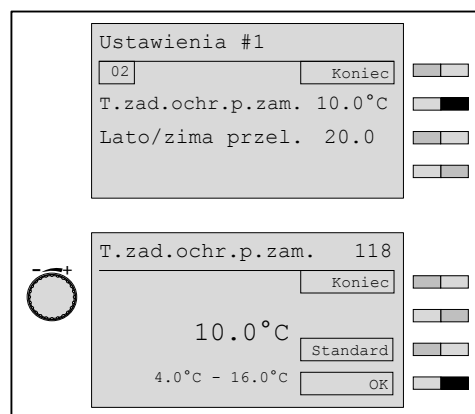 Ustawienia #1
02 Koniec
T.zad.ochr.p.zam. 10.0°C
Lato/zima przel. 20.0
T.zad.ochr.p.zam. 118
Koniec
- +
10.0°C
Standard
4.0°C - 16.0°C OK